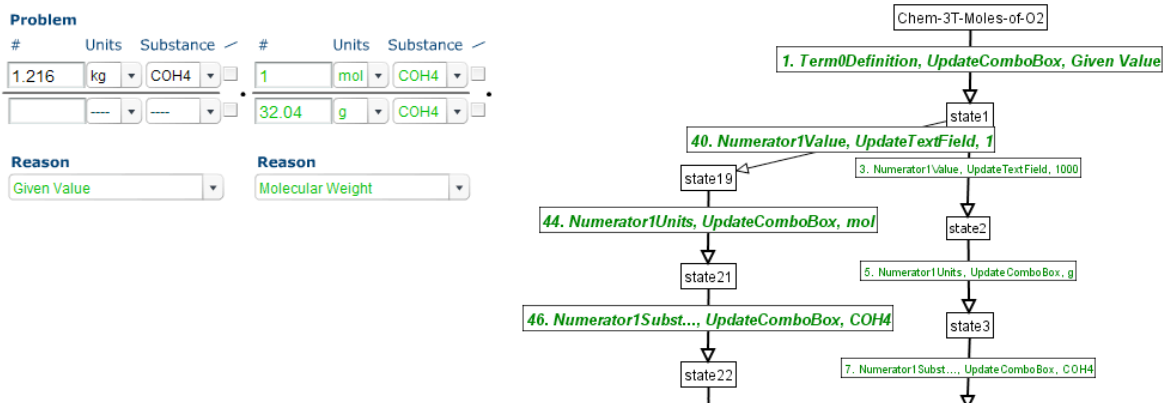 Problem
# Units Substance / # Units Substance /
1.216 kg COH4 . 1 mol COH4 .
---- ---- 32.04 g COH4
Reason Reason
Given Value Molecular Weight
Chem-3T-Moles-of-O2
1. Term0Definition, UpdateComboBox, Given Value
state1
40. Numerator1Value, UpdateTextField, 1
state19
3. Numerator1Value, UpdateTextField, 1000
44. Numerator1Units, UpdateComboBox, mol
state2
state21
5. Numerator1Units, UpdateComboBox, g
46. Numerator1Subst..., UpdateComboBox, COH4
state3
state22
7. Numerator1Subst..., UpdateComboBox, COH4